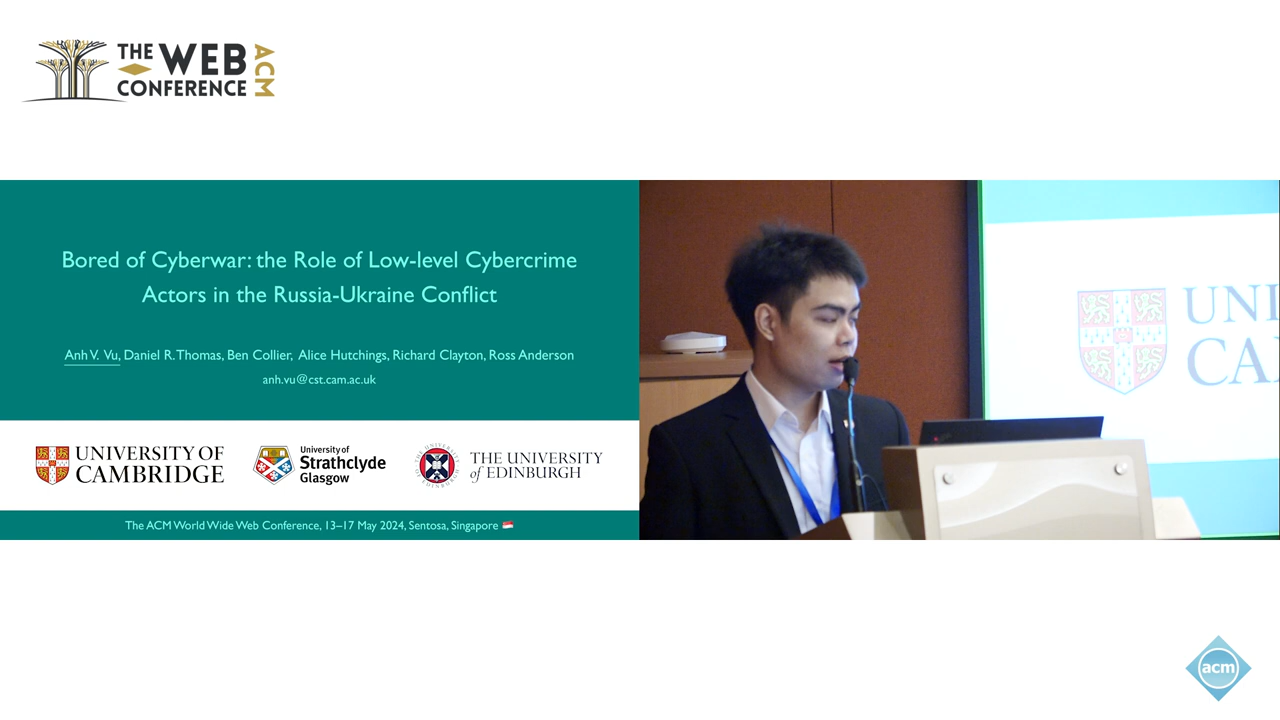 THE WEB
CONFERENCE
ACM
Bored of Cyberwar: the Role of Low-level Cybercrime
Actors in the Russia-Ukraine Conflict
Anh V. Vu, Daniel R. Thomas, Ben Collier, Alice Hutchings, Richard Clayton, Ross Anderson
anh.vu@cst.cam.ac.uk
UNIVERSITY OF
CAMBRIDGE
University of
Strathclyde
Glasgow
THE UNIVERSITY
of EDINBURGH
The ACM World Wide Web Conference, 13–17 May 2024, Sentosa, Singapore
UNI
CA
acm